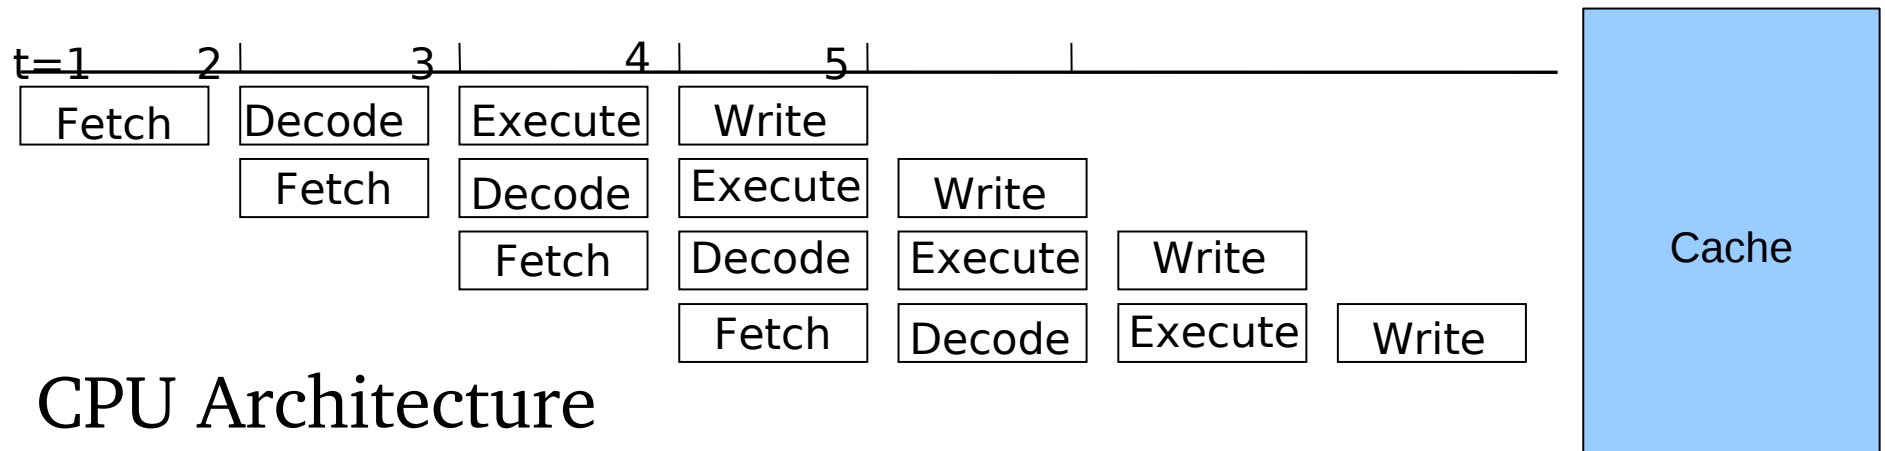 t=1 2 3 4 5
Fetch Decode Execute Write
Fetch Decode Execute Write
Fetch Decode Execute Write
Fetch Decode Execute Write
Cache
CPU Architecture